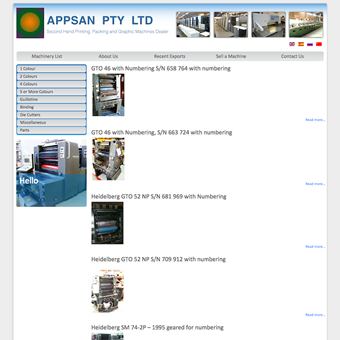 APPSAN PTY LTD
Second Hand Printing, Packing and Graphic Machines Dealer
Machinery List
About Us
Recent Exports
Sell a Machine
Contact Us
1 Colour
2 Colours
4 Colours
5 or More Colours
Guillotine
Binding
Die Cutters
Miscellaneous
Parts
Hello
GTO 46 with Numbering S/N 658 764 with numbering
Read more...
GTO 46 with Numbering, S/N 663 724 with numbering
Read more...
Heidelberg GTO 52 NP S/N 681 969 with Numbering
Read more...
Heidelberg GTO 52 NP S/N 709 912 with numbering
Read more...
Heidelberg SM 74-2P – 1995 geared for numbering